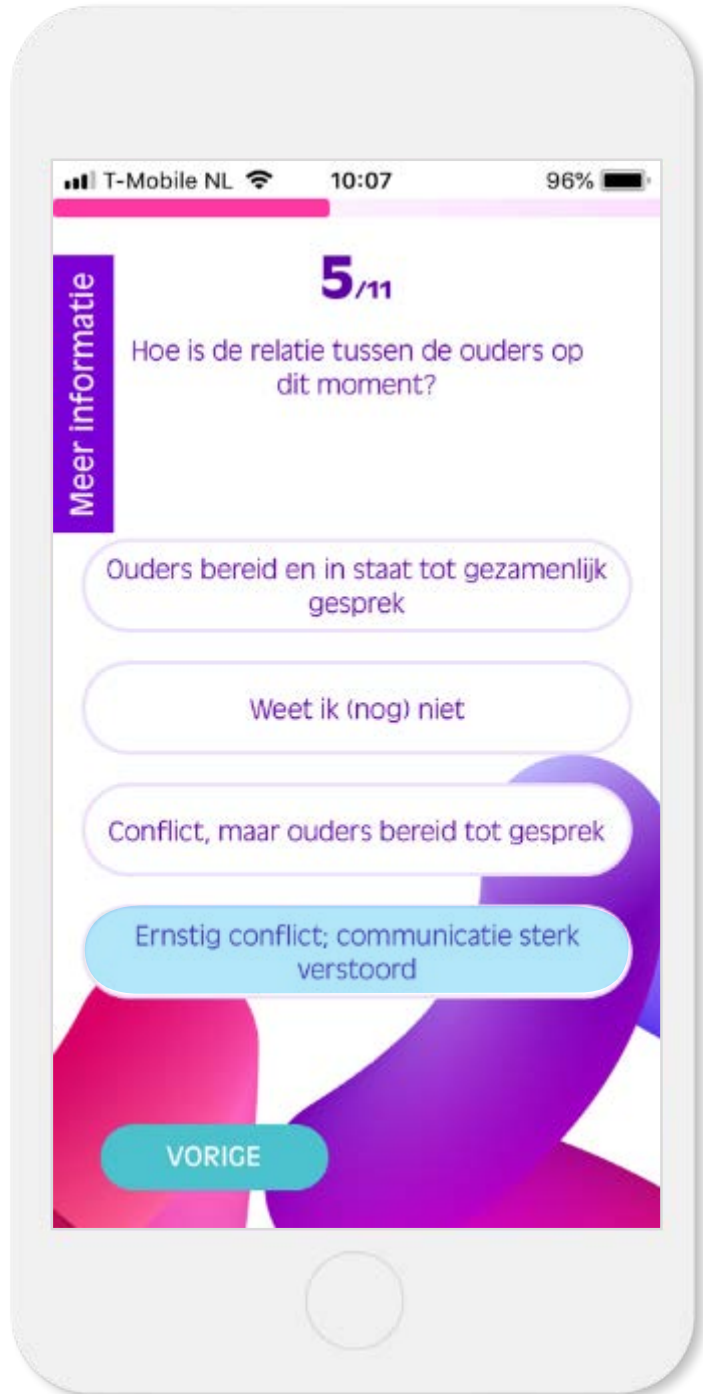 T-Mobile NL 10:07 96%
5/11
Meer informatie
Hoe is de relatie tussen de ouders op
dit moment?
Ouders bereid en in staat tot gezamenlijk
gesprek
Weet ik (nog) niet
Conflict, maar ouders bereid tot gesprek
Ernstig conflict; communicatie sterk
verstoord
VORIGE